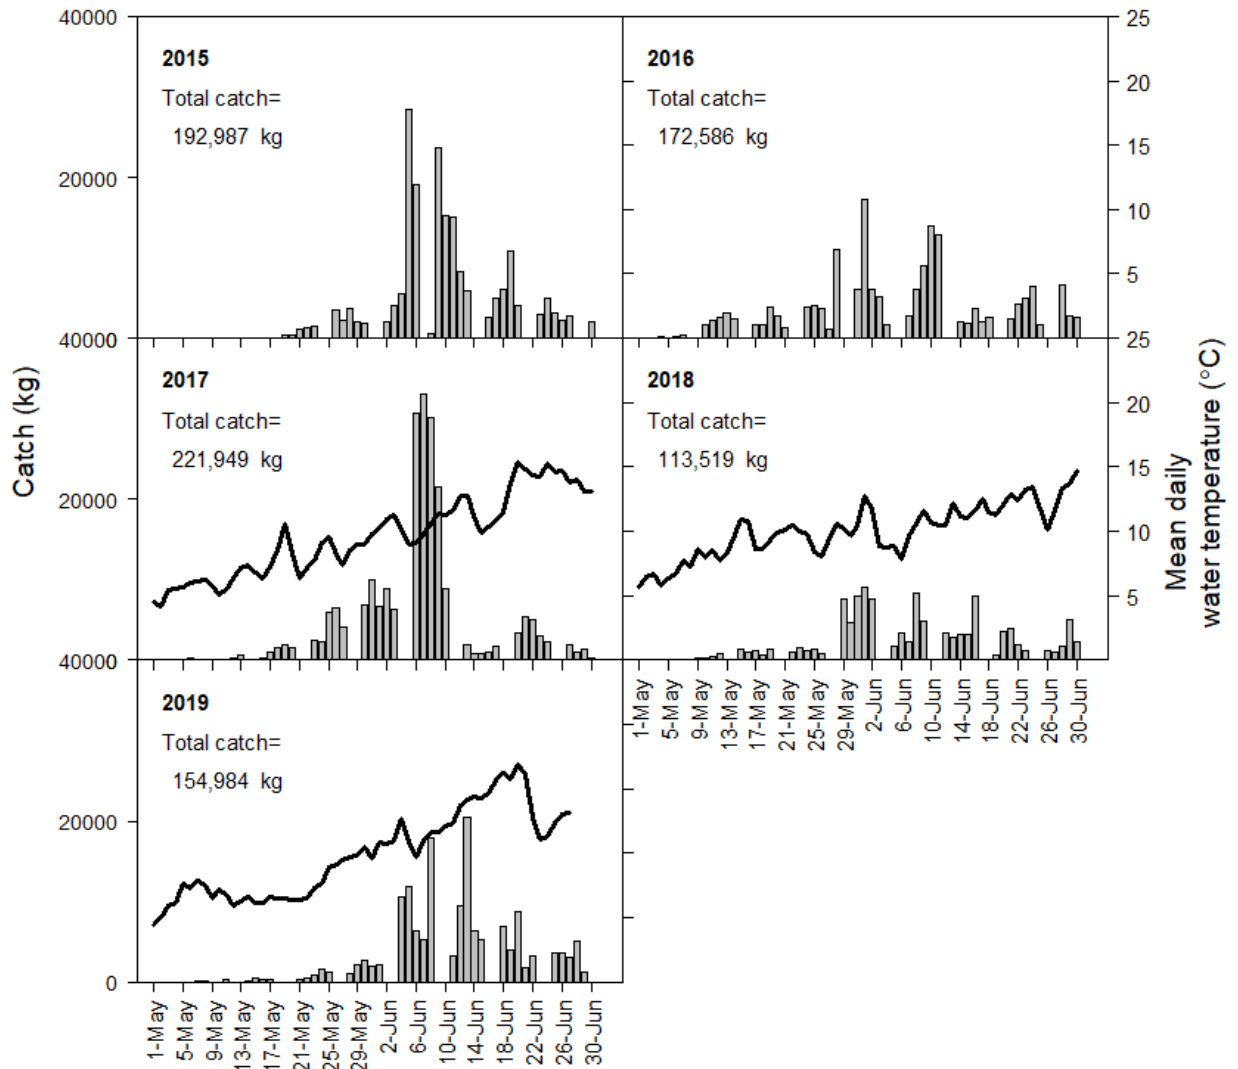 40000
20000
40000
20000
40000
20000
0
Catch (kg)
2015
Total catch=
192,987 kg
2016
Total catch=
172,586 kg
25
20
15
10
5
25
20
15
10
5
Mean daily
water temperature (°C)
2017
Total catch=
221,949 kg
2018
Total catch=
113,519 kg
1-May
5-May
9-May
13-May
17-May
21-May
25-May
29-May
2-Jun
6-Jun
10-Jun
14-Jun
18-Jun
22-Jun
26-Jun
30-Jun
2019
Total catch=
154,984 kg
1-May
5-May
9-May
13-May
17-May
21-May
25-May
29-May
2-Jun
6-Jun
10-Jun
14-Jun
18-Jun
22-Jun
26-Jun
30-Jun